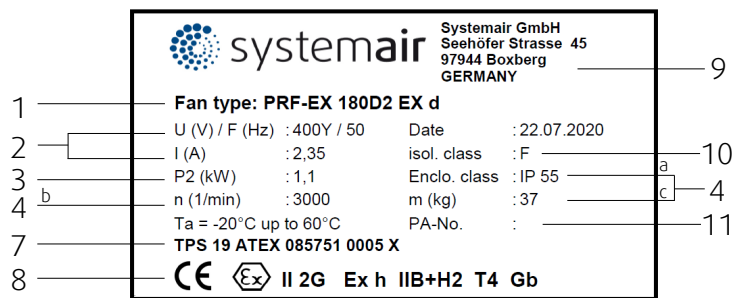 systemair
Systemair GmbH
Seehöfer Strasse 45
97944 Boxberg
GERMANY
9
1
Fan type: PRF-EX 180D2 EX d
2
U (V) / F (Hz) : 400Y / 50 Date : 22.07.2020
I (A) : 2,35 isol. class : F
10
3
P2 (kW) : 1,1 Enclo. class : IP 55
a
4 b
n (1/min) : 3000 m (kg) : 37
c
4
Ta = -20°C up to 60°C PA-No. :
11
7
TPS 19 ATEX 085751 0005 X
8
CE Ex II 2G Ex h IIB+H2 T4 Gb